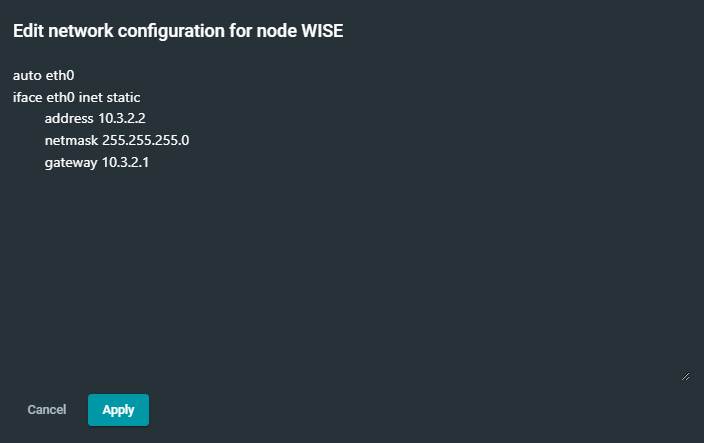 Edit network configuration for node WISE
auto eth0
iface eth0 inet static
address 10.3.2.2
netmask 255.255.255.0
gateway 10.3.2.1
Cancel
Apply